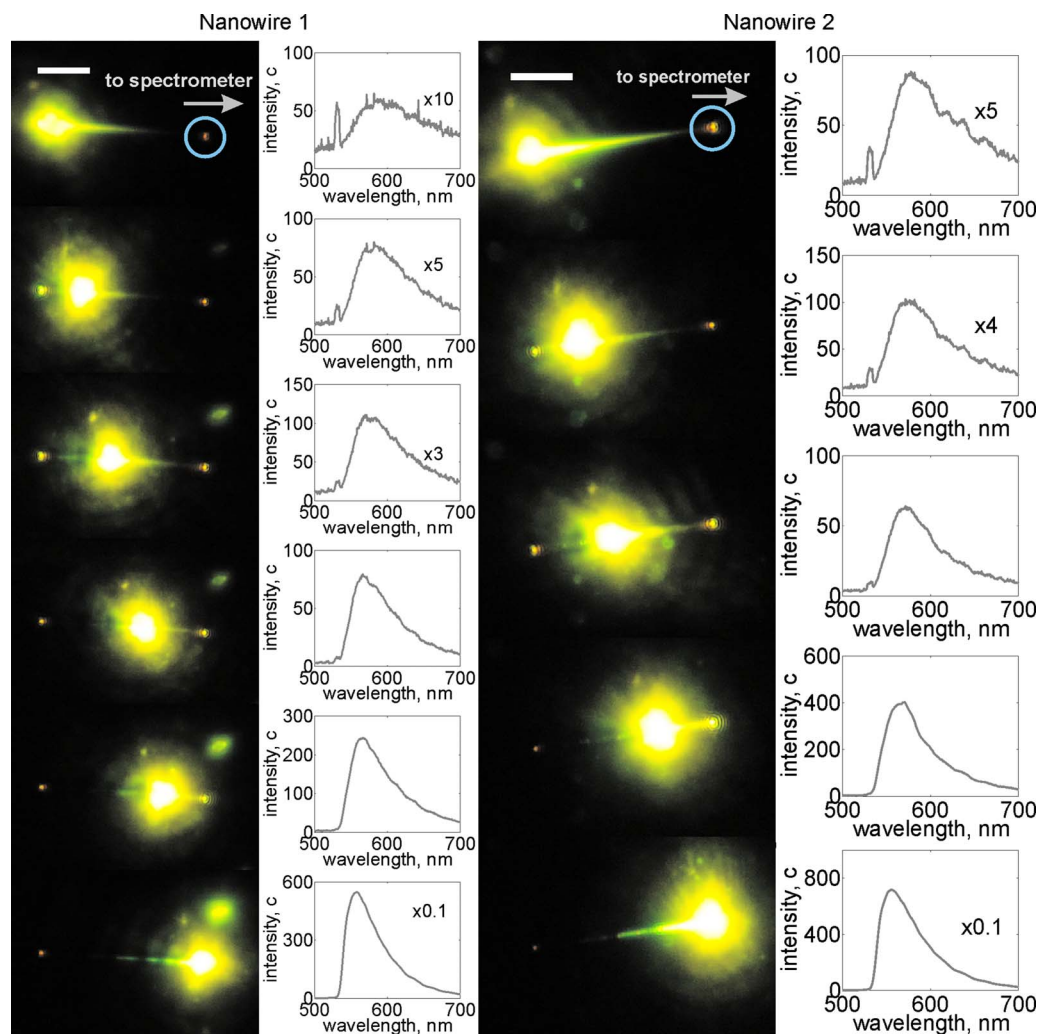 Nanowire 1
to spectrometer
intensity, c
100
x10
50
0
500 600 700
wavelength, nm
intensity, c
100
x5
50
0
500 600 700
wavelength, nm
intensity, c
150
100
x3
50
0
500 600 700
wavelength, nm
intensity, c
100
50
0
500 600 700
wavelength, nm
intensity, c
300
200
100
0
500 600 700
wavelength, nm
intensity, c
600
x0.1
300
0
500 600 700
wavelength, nm
Nanowire 2
to spectrometer
intensity, c
100
x5
50
0
500 600 700
wavelength, nm
intensity, c
150
x4
100
50
0
500 600 700
wavelength, nm
intensity, c
100
50
0
500 600 700
wavelength, nm
intensity, c
600
400
200
0
500 600 700
wavelength, nm
intensity, c
800
x0.1
400
0
500 600 700
wavelength, nm